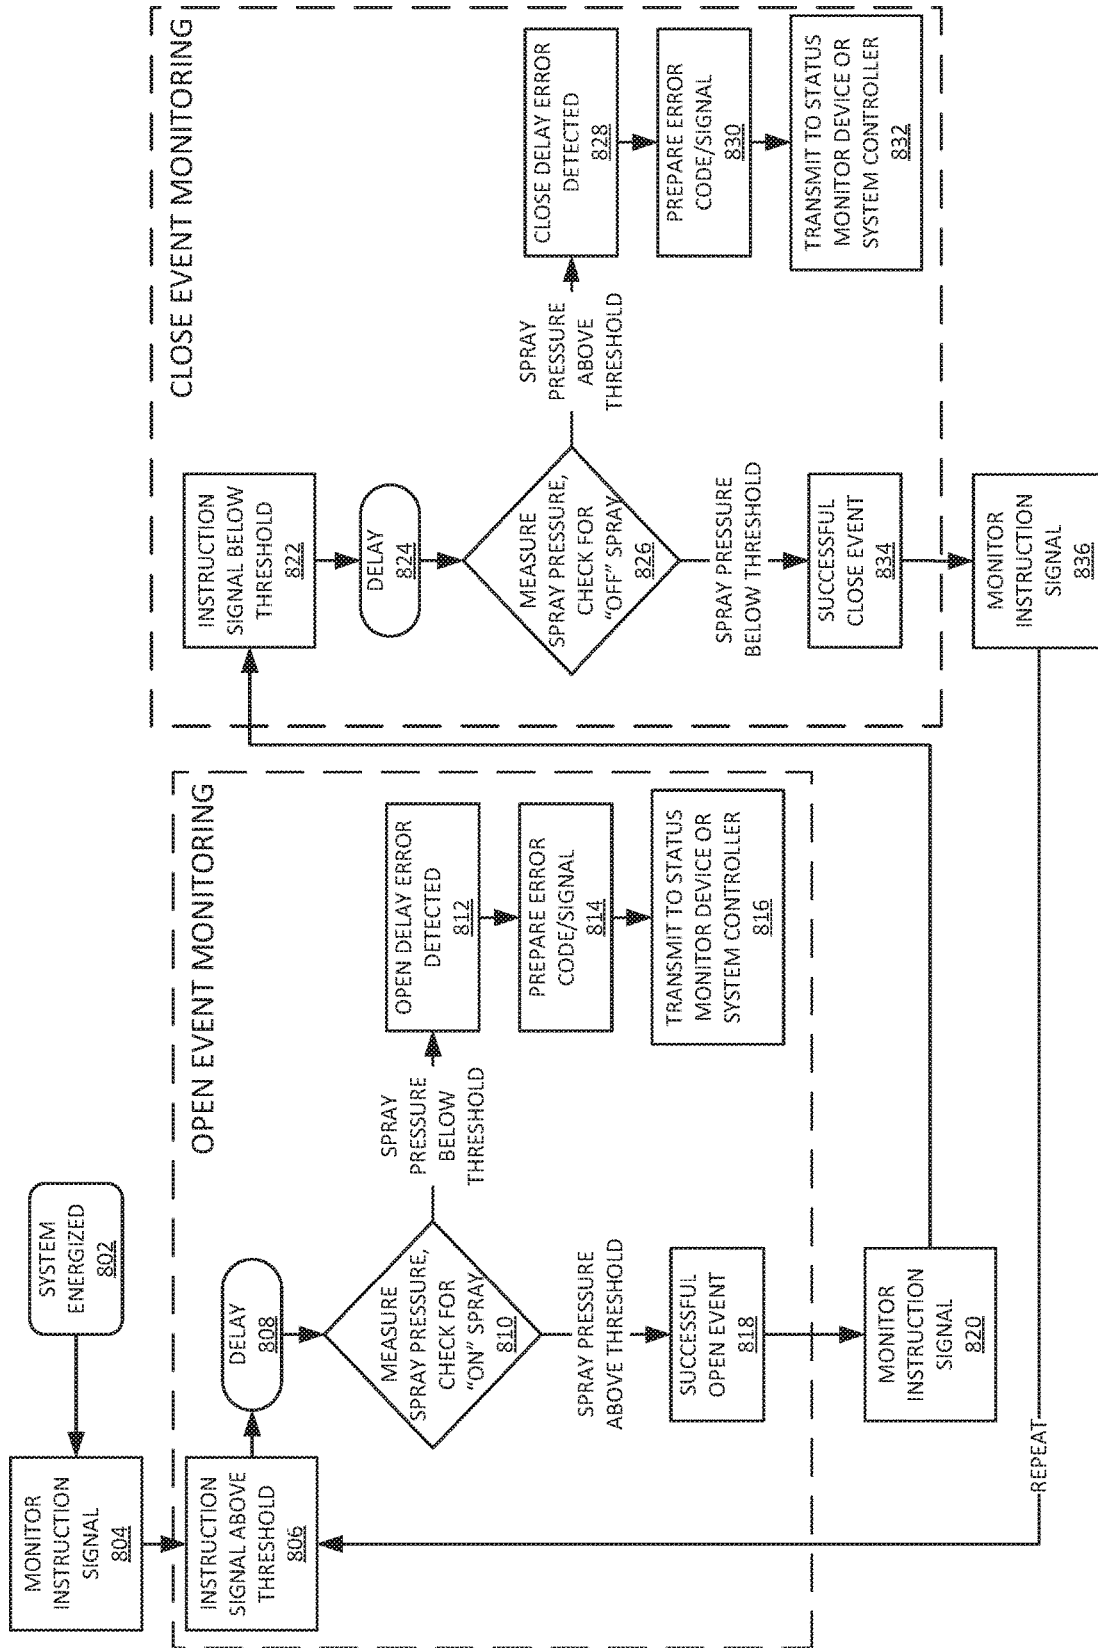 SYSTEM
ENERGIZED
802
MONITOR
INSTRUCTION
SIGNAL
804
OPEN EVENT MONITORING
INSTRUCTION
SIGNAL ABOVE
THRESHOLD
806
DELAY
808
MEASURE
SPRAY PRESSURE,
CHECK FOR
"ON" SPRAY
810
SPRAY
PRESSURE
BELOW
THRESHOLD
OPEN DELAY ERROR
DETECTED
812
PREPARE ERROR
CODE/SIGNAL
814
TRANSMIT TO STATUS
MONITOR DEVICE OR
SYSTEM CONTROLLER
816
SPRAY PRESSURE
ABOVE THRESHOLD
SUCCESSFUL
OPEN EVENT
818
MONITOR
INSTRUCTION
SIGNAL
820
CLOSE EVENT MONITORING
INSTRUCTION
SIGNAL BELOW
THRESHOLD
822
DELAY
824
MEASURE
SPRAY PRESSURE,
CHECK FOR
"OFF" SPRAY
826
SPRAY
PRESSURE
ABOVE
THRESHOLD
CLOSE DELAY ERROR
DETECTED
828
PREPARE ERROR
CODE/SIGNAL
830
TRANSMIT TO STATUS
MONITOR DEVICE OR
SYSTEM CONTROLLER
832
SPRAY PRESSURE
BELOW THRESHOLD
SUCCESSFUL
CLOSE EVENT
834
MONITOR
INSTRUCTION
SIGNAL
836
REPEAT